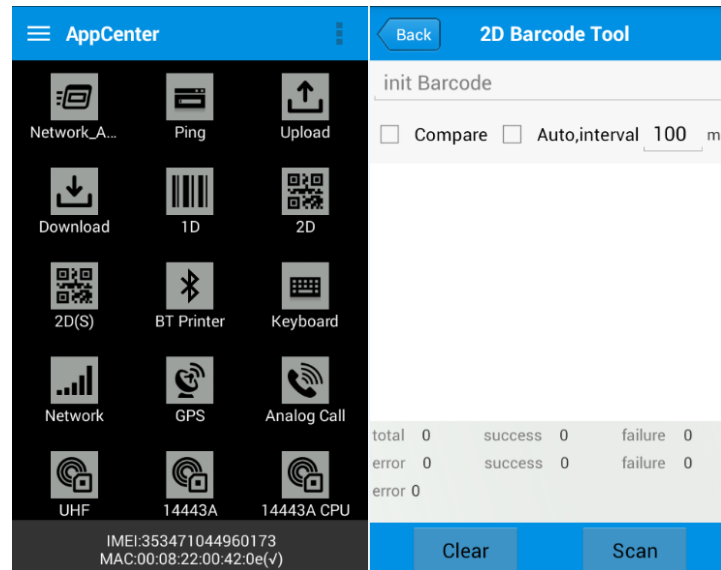 AppCenter
Network_A...
Ping
Upload
Download
1D
2D
2D(S)
BT Printer
Keyboard
Network
GPS
Analog Call
UHF
14443A
14443A CPU
IMEI:353471044960173
MAC:00:08:22:00:42:0e(√)
Back
2D Barcode Tool
init Barcode
Compare
Auto,interval 100 m
total 0 success 0 failure 0
error 0 success 0 failure 0
error 0
Clear
Scan